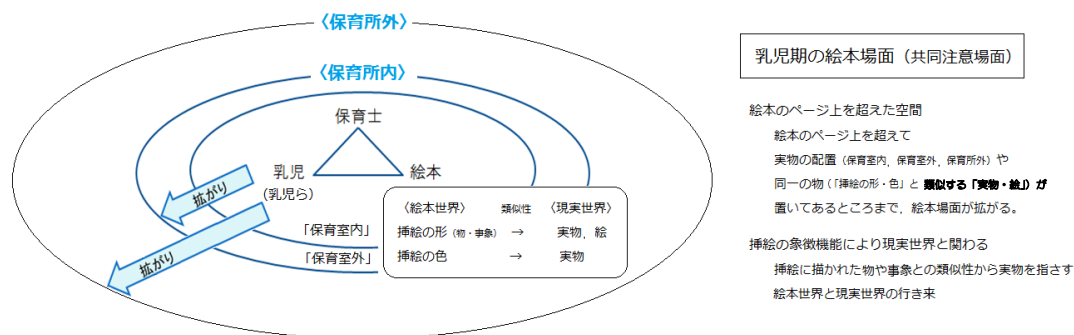 〈保育所外〉
〈保育所内〉
保育士
乳児
(乳児ら)
絵本
拡がり
拡がり
「保育室内」
「保育室外」
〈絵本世界〉 類似性 〈現実世界〉
挿絵の形（物・事象） → 実物，絵
挿絵の色 → 実物
乳児期の絵本場面（共同注意場面）
絵本のページ上を超えた空間
絵本のページ上を超えて
実物の配置（保育室内，保育室外，保育所外）や
同一の物（「挿絵の形・色」と 類似する「実物・絵」）が
置いてあるところまで，絵本場面が拡がる。
挿絵の象徴機能により現実世界と関わる
挿絵に描かれた物や事象との類似性から実物を指さす
絵本世界と現実世界の行き来